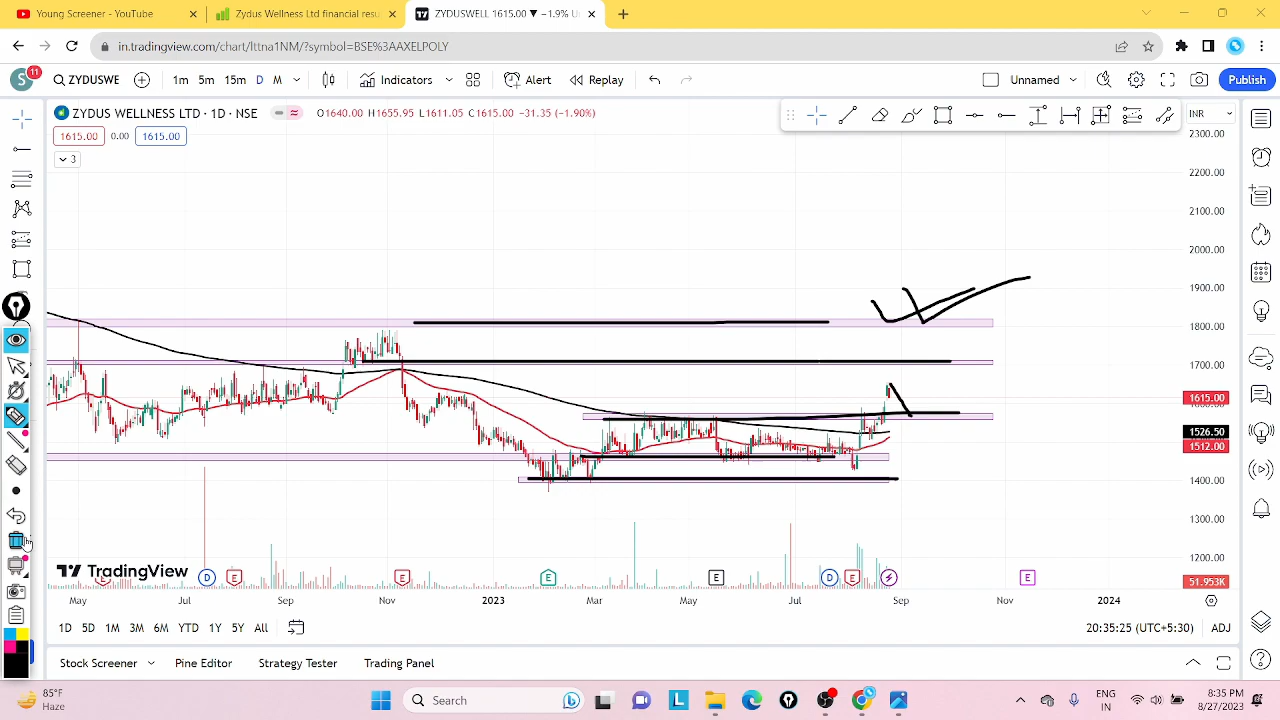 Young Screener - YouTube
Zydus Wellness Ltd financial resu
ZYDUSWELL 1615.00 ▼ −1.9% U
in.tradingview.com/chart/lttna1NM/?symbol=BSE%3AAXELPOLY
S 11 ZYDUSWE 1m 5m 15m D M Indicators Alert Replay Unnamed Publish
ZYDUS WELLNESS LTD · 1D · NSE O1640.00 H1655.95 L1611.05 C1615.00 −31.35 (−1.90%) INR
1615.00 0.00 1615.00
3
2300.00
2200.00
2100.00
2000.00
1900.00
1800.00
1700.00
1615.00
1526.50
1512.00
1400.00
1300.00
1200.00
51.953K
TradingView
D E E E E D E E
May Jul Sep Nov 2023 Mar May Jul Sep Nov 2024
1D 5D 1M 3M 6M YTD 1Y 5Y All 20:35:25 (UTC+5:30) ADJ
Stock Screener Pine Editor Strategy Tester Trading Panel
85°F
Haze
Search
ENG
IN
8:35 PM
8/27/2023